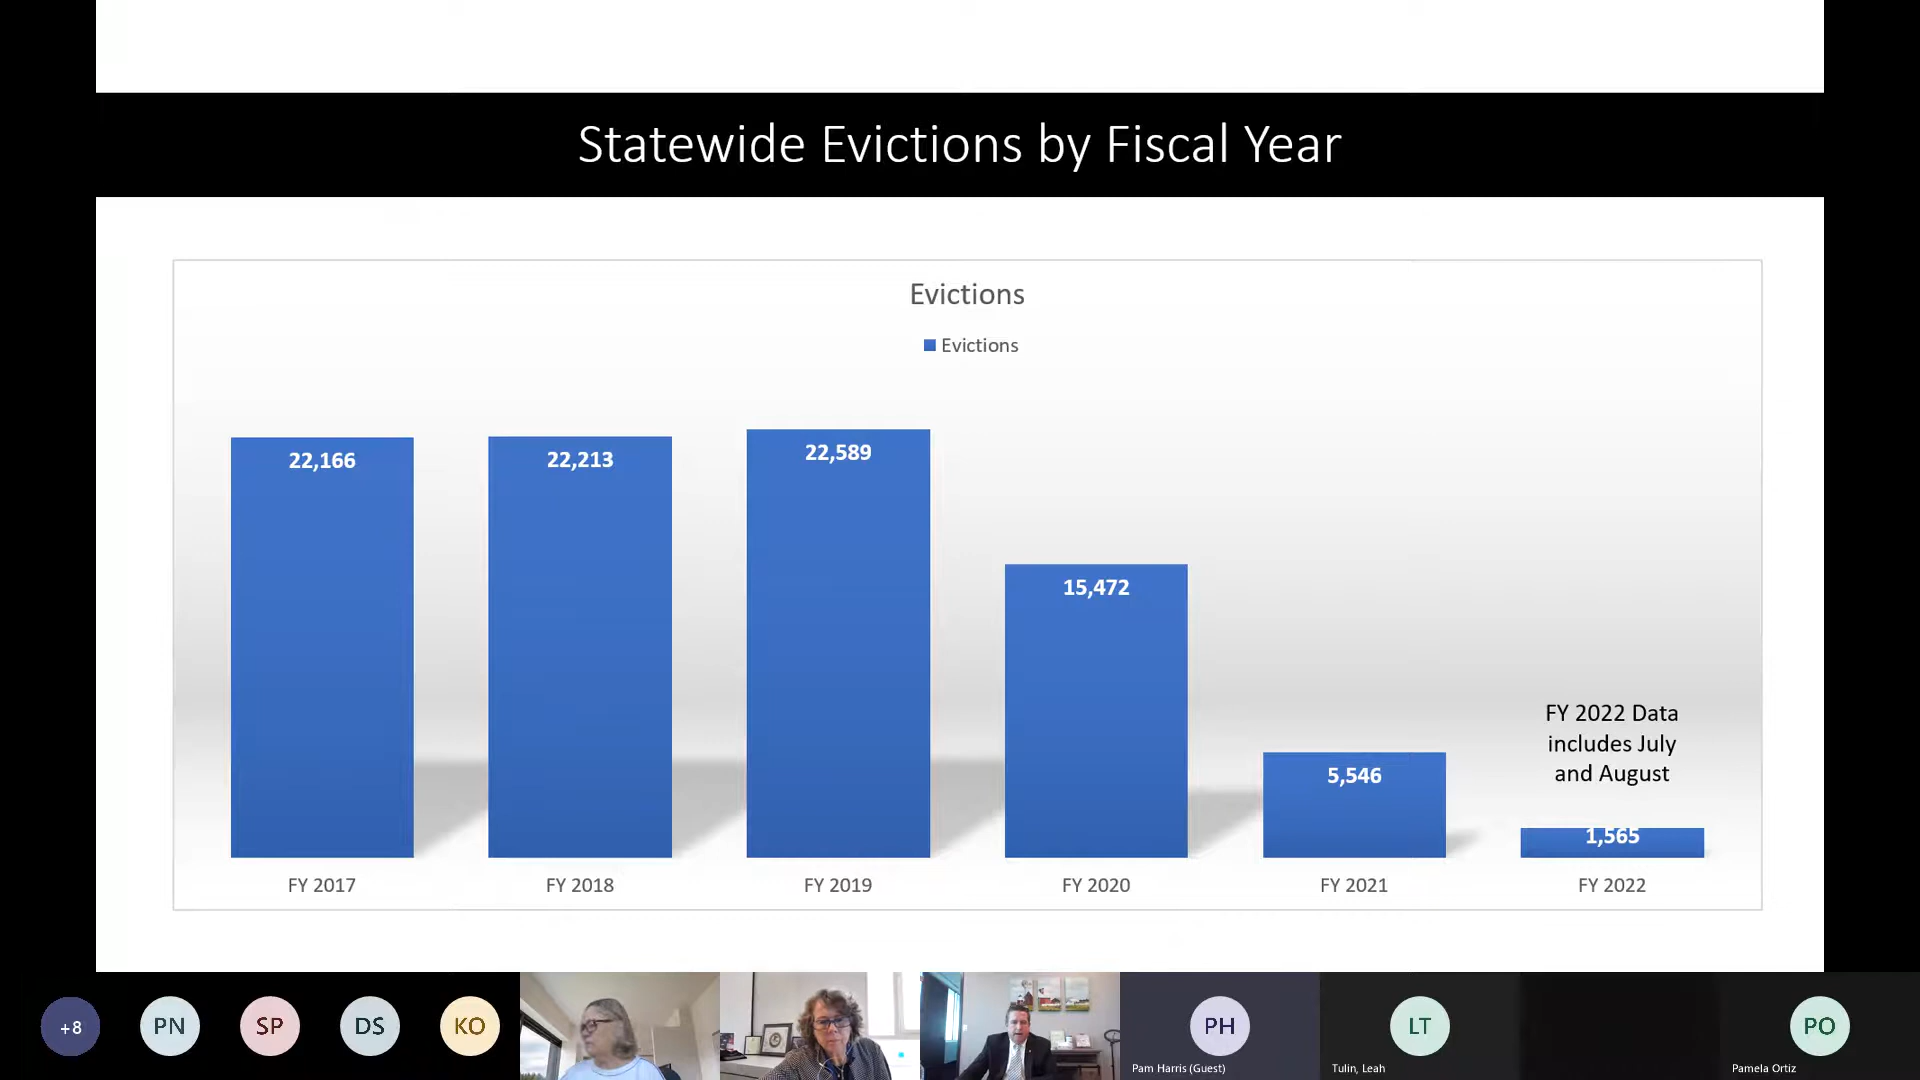 Statewide Evictions by Fiscal Year
Evictions
Evictions
22,166
22,213
22,589
15,472
5,546
1,565
FY 2022 Data
includes July
and August
FY 2017
FY 2018
FY 2019
FY 2020
FY 2021
FY 2022
+8
PN
SP
DS
KO
PH
Pam Harris (Guest)
LT
Tulin, Leah
PO
Pamela Ortiz